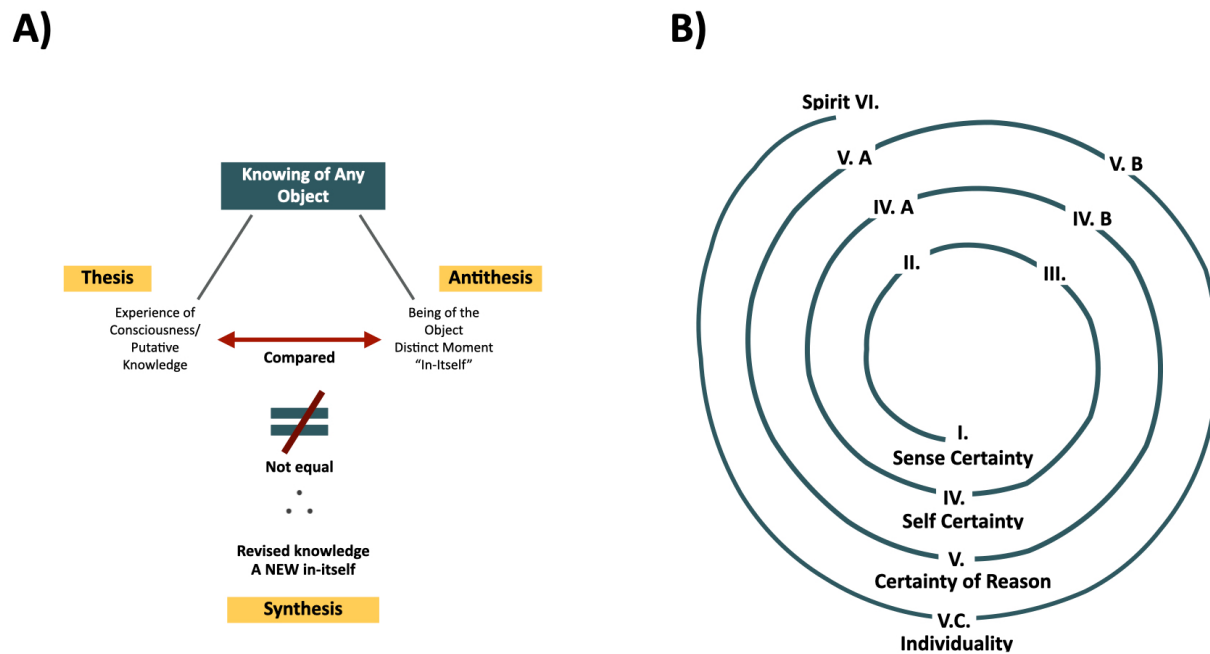 A)
Knowing of Any
Object
Thesis
Antithesis
Experience of
Consciousness/
Putative
Knowledge
Compared
Being of the
Object
Distinct Moment
“In-Itself”
Not equal
Revised knowledge
A NEW in-itself
Synthesis
B)
Spirit VI.
V. A
V. B
IV. A
IV. B
II.
III.
I.
Sense Certainty
IV.
Self Certainty
V.
Certainty of Reason
V.C.
Individuality